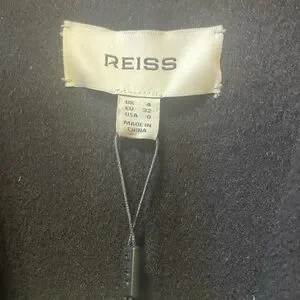 REISS
UK 4
EU 32
USA 0
MADE IN
CHINA